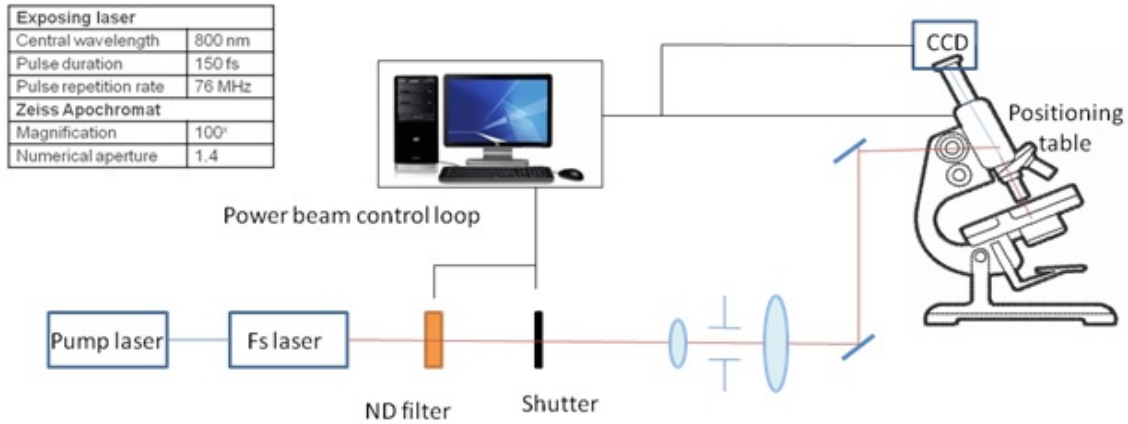 Exposing laser
Central wavelength 800 nm
Pulse duration 150 fs
Pulse repetition rate 76 MHz
Zeiss Apochromat
Magnification 100x
Numerical aperture 1.4
CCD
Positioning
table
Power beam control loop
Pump laser
Fs laser
ND filter
Shutter